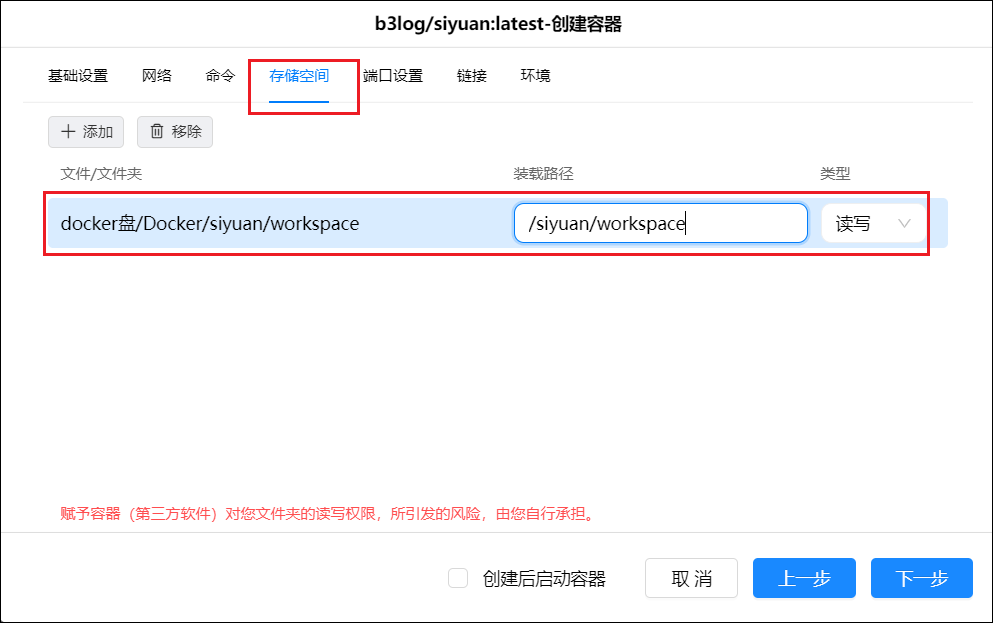 b3log/siyuan:latest-创建容器
基础设置 网络 命令 存储空间 端口设置 链接 环境
添加 移除
文件/文件夹 装载路径 类型
docker盘/Docker/siyuan/workspace /siyuan/workspace 读写
赋予容器（第三方软件）对您文件夹的读写权限，所引发的风险，由您自行承担。
创建后启动容器 取 消 上一步 下一步